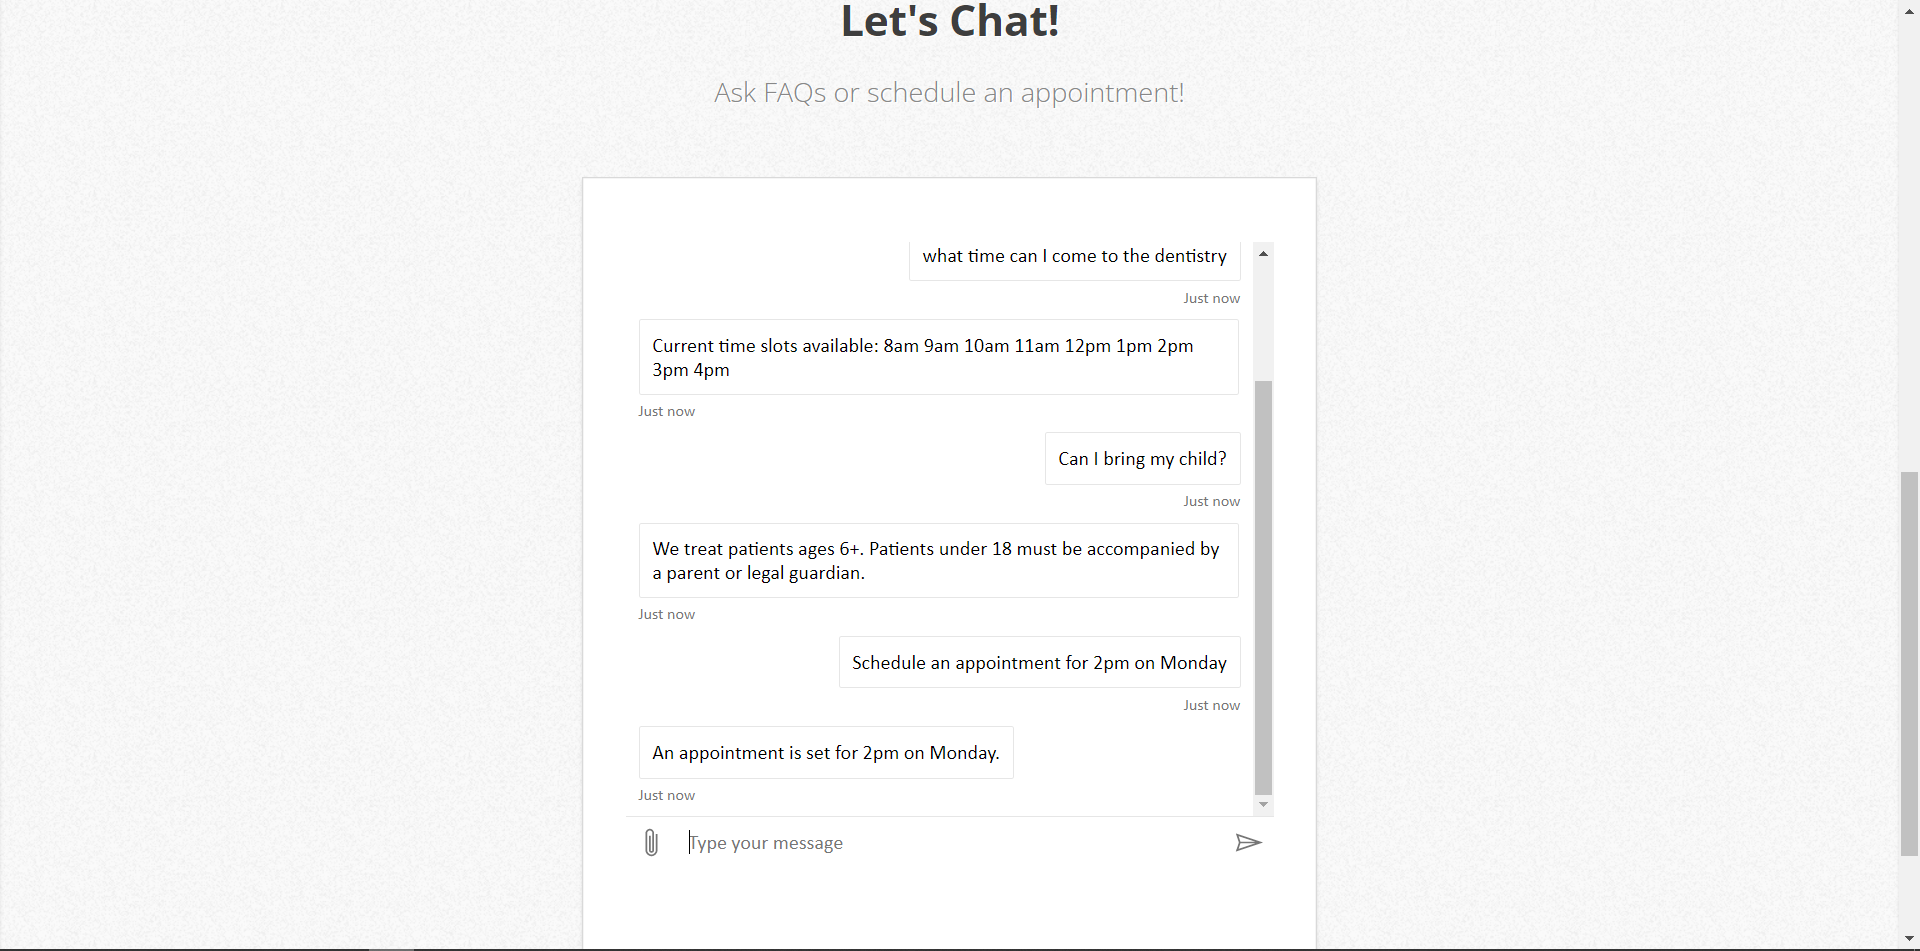 Let's Chat!
Ask FAQs or schedule an appointment!
what time can I come to the dentistry
Just now
Current time slots available: 8am 9am 10am 11am 12pm 1pm 2pm
3pm 4pm
Just now
Can I bring my child?
Just now
We treat patients ages 6+. Patients under 18 must be accompanied by
a parent or legal guardian.
Just now
Schedule an appointment for 2pm on Monday
Just now
An appointment is set for 2pm on Monday.
Just now
Type your message